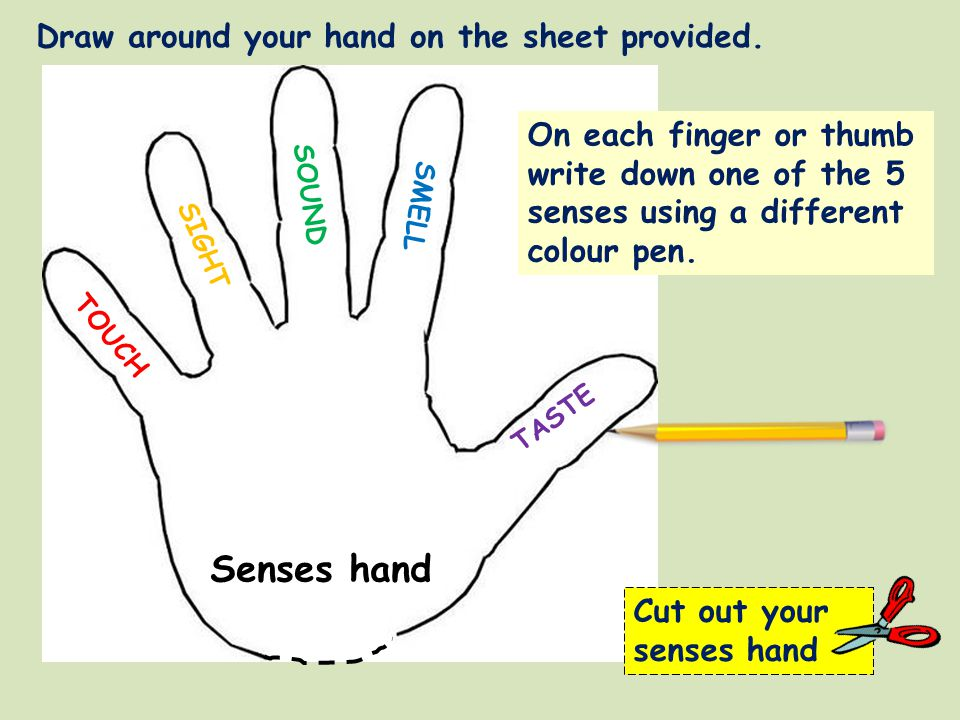 Draw around your hand on the sheet provided.
On each finger or thumb
write down one of the 5
senses using a different
colour pen.
TOUCH
SIGHT
SOUND
SMELL
TASTE
Senses hand
Cut out your
senses hand